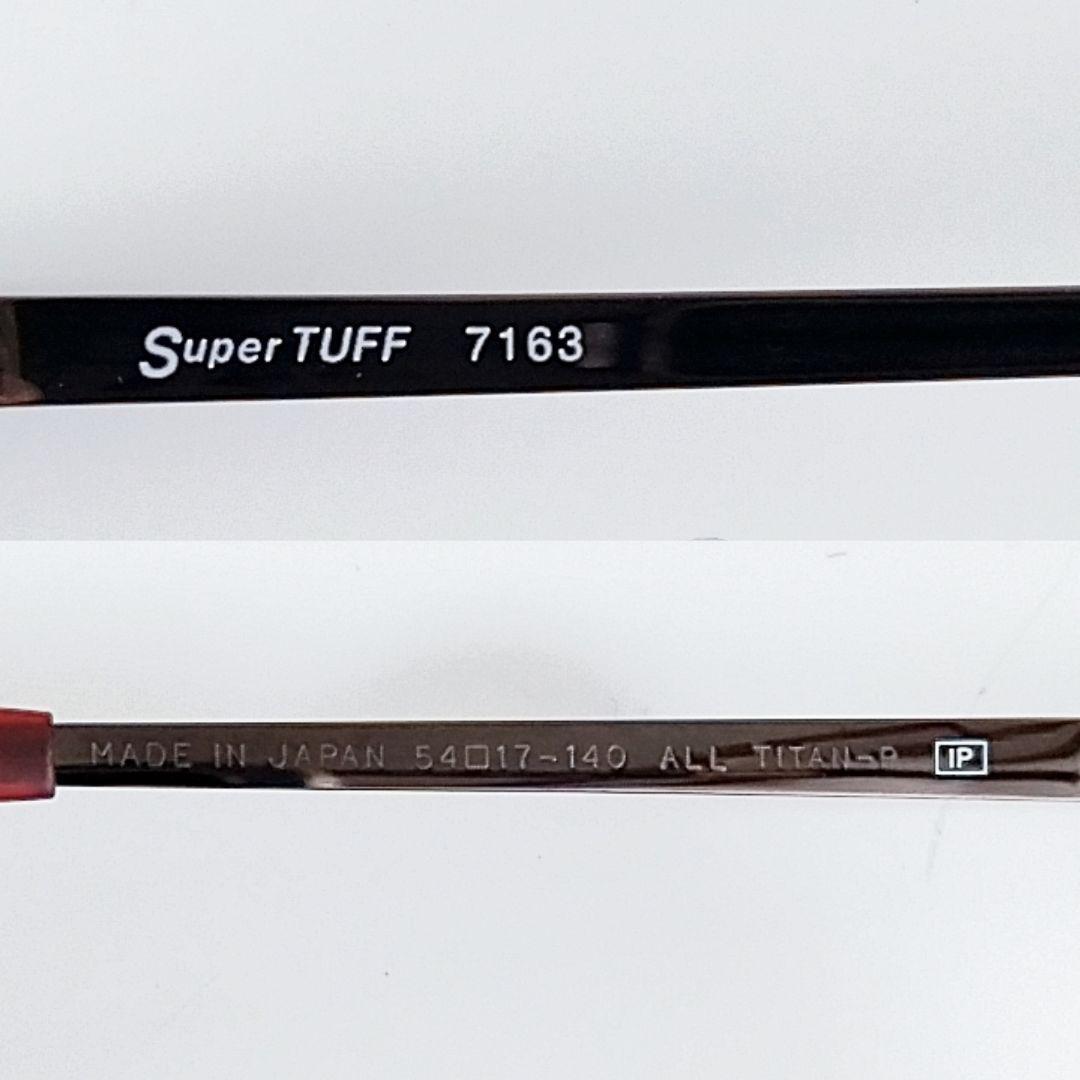 Super TUFF 7163
MADE IN JAPAN 54□17-140 ALL TITAN-P IP